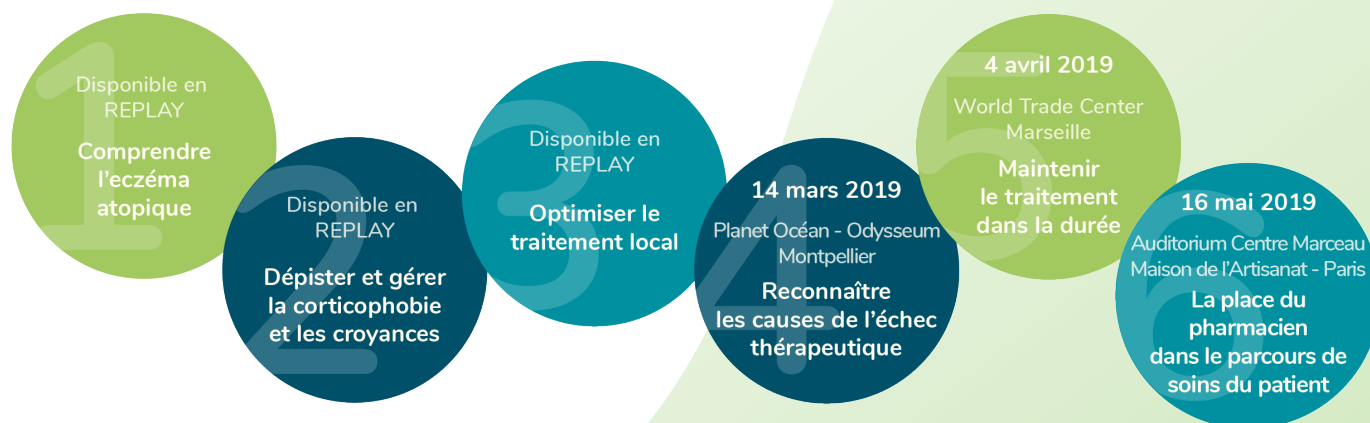 1
Disponible en
REPLAY
Comprendre
l'eczéma
atopique
2
Disponible en
REPLAY
Dépister et gérer
la corticophobie
et les croyances
3
Disponible en
REPLAY
Optimiser le
traitement local
4
14 mars 2019
Planet Océan - Odysseum
Montpellier
Reconnaître
les causes de l'échec
thérapeutique
5
4 avril 2019
World Trade Center
Marseille
Maintenir
le traitement
dans la durée
6
16 mai 2019
Auditorium Centre Marceau
Maison de l'Artisanat - Paris
La place du
pharmacien
dans le parcours de
soins du patient